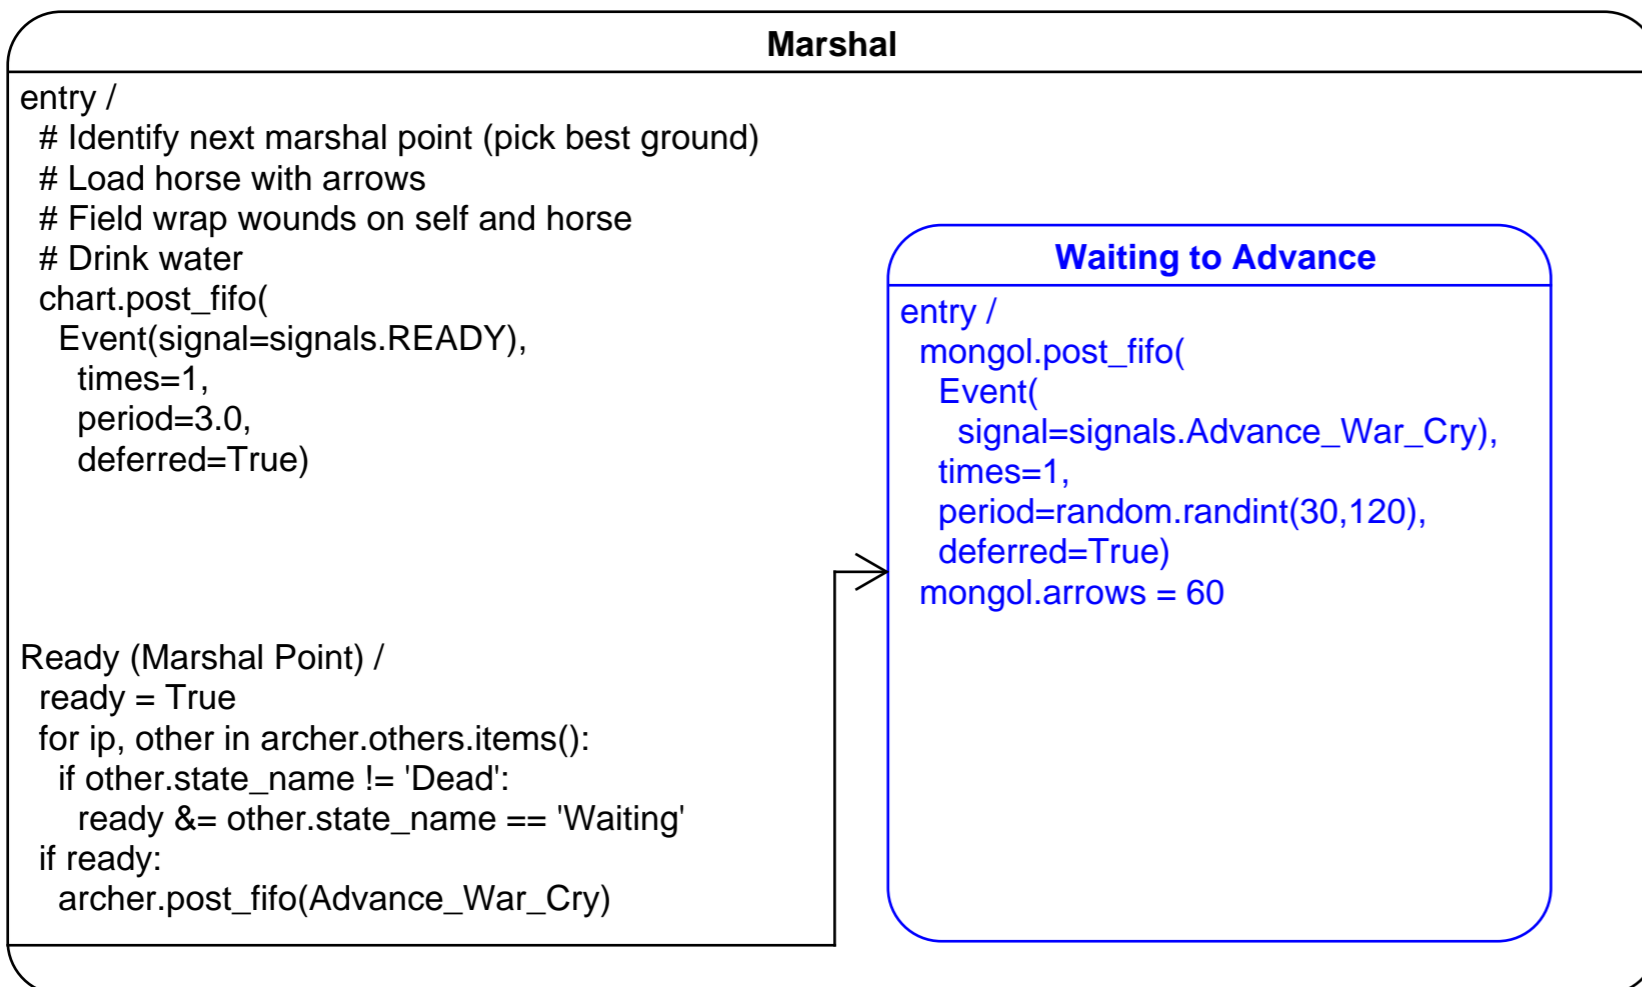 Marshal
entry /
# Identify next marshal point (pick best ground)
# Load horse with arrows
# Field wrap wounds on self and horse
# Drink water
chart.post_fifo(
Event(signal=signals.READY),
times=1,
period=3.0,
deferred=True)
Ready (Marshal Point) /
ready = True
for ip, other in archer.others.items():
if other.state_name != 'Dead':
ready &= other.state_name == 'Waiting'
if ready:
archer.post_fifo(Advance_War_Cry)
Waiting to Advance
entry /
mongol.post_fifo(
Event(
signal=signals.Advance_War_Cry),
times=1,
period=random.randint(30,120),
deferred=True)
mongol.arrows = 60